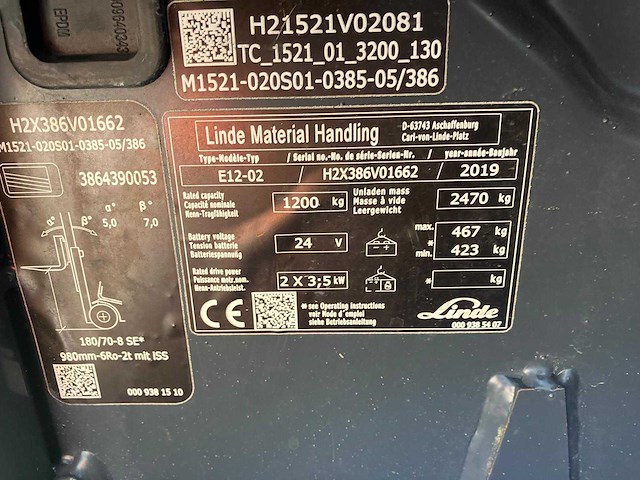 09640243
EPDM
H21521V02081
TC_1521_01_3200_130
M1521-020S01-0385-05/386
H2X386V01662
M1521-020S01-0385-05/386
3864390053
α° β° α° β°
5,0 7,0
180/70-8 SE*
980mm-6Ro-2t mit ISS
000 938 15 10
Linde Material Handling
D-63743 Aschaffenburg
Carl-von-Linde-Platz
Type-Modèle-Typ / Serial no.-No. de série-Serien-Nr. / year-année-Baujahr
E12-02 / H2X386V01662 / 2019
Rated capacity
Capacité nominale
Nenn-Tragfähigkeit
1200 kg
Unladen mass
Masse à vide
Leergewicht
2470 kg
Battery voltage
Tension batterie
Batteriespannung
24 V
max. 467 kg
*
min. 423 kg
Rated drive power
Puissance motr.nom.
Nenn-Antriebsleist.
2 X 3,5 kW
* kg
CE
*see Operating instructions
voir Mode d'emploi
siehe Betriebsanleitung
Linde
000 938 54 07